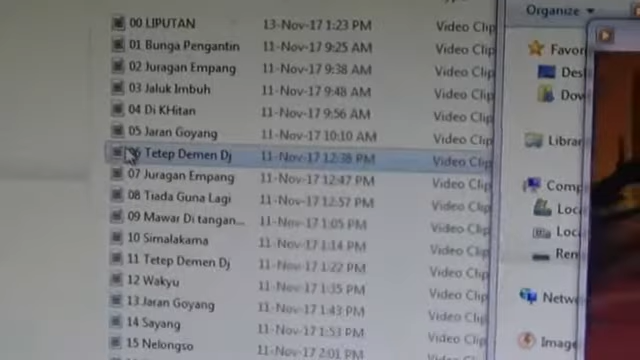 00 LIPUTAN 13-Nov-17 1:23 PM Video Clip
01 Bunga Pengantin 11-Nov-17 9:25 AM Video Clip
02 Juragan Empang 11-Nov-17 9:38 AM Video Clip
03 Jaluk Imbuh 11-Nov-17 9:48 AM Video Clip
04 Di KHitan 11-Nov-17 9:56 AM Video Clip
05 Jaran Goyang 11-Nov-17 10:10 AM Video Clip
06 Tetep Demen Dj 11-Nov-17 12:38 PM Video Clip
07 Juragan Empang 11-Nov-17 12:47 PM Video Clip
08 Tiada Guna Lagi 11-Nov-17 12:57 PM Video Clip
09 Mawar Di tangan... 11-Nov-17 1:05 PM Video Clip
10 Simalakama 11-Nov-17 1:14 PM Video Clip
11 Tetep Demen Dj 11-Nov-17 1:22 PM Video Clip
12 Wakyu 11-Nov-17 1:35 PM Video Clip
13 Jaran Goyang 11-Nov-17 1:43 PM Video Clip
14 Sayang 11-Nov-17 1:53 PM Video Clip
15 Nelongso 11-Nov-17 2:01 PM Video Clip
Organize
Favor
Desl
Dov
Librar
Comp
Loc
Loc
Ren
Netw
Image